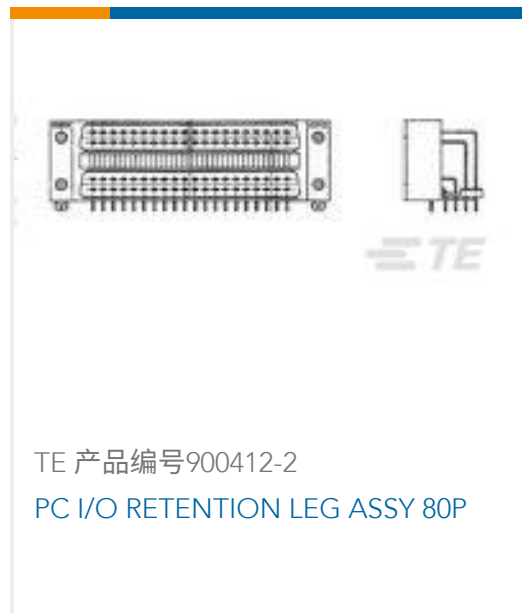 TE
TE 产品编号900412-2
PC I/O RETENTION LEG ASSY 80P